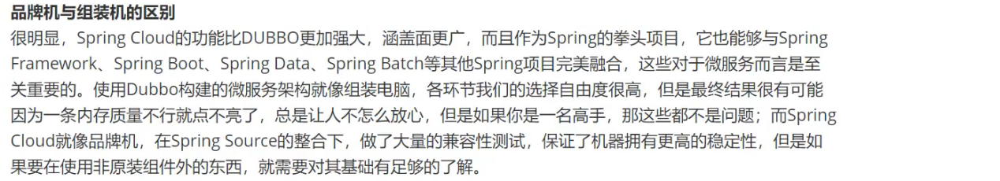 品牌机与组装机的区别
很明显，Spring Cloud的功能比DUBBO更加强大，涵盖面更广，而且作为Spring的拳头项目，它也能够与Spring
Framework、Spring Boot、Spring Data、Spring Batch等其他Spring项目完美融合，这些对于微服务而言是至
关重要的。使用Dubbo构建的微服务架构就像组装电脑，各环节我们的选择自由度很高，但是最终结果很有可能
因为一条内存质量不行就点不亮了，总是让人不怎么放心，但是如果你是一名高手，那这些都不是问题；而Spring
Cloud就像品牌机，在Spring Source的整合下，做了大量的兼容性测试，保证了机器拥有更高的稳定性，但是如
果要在使用非原装组件外的东西，就需要对其基础有足够的了解。